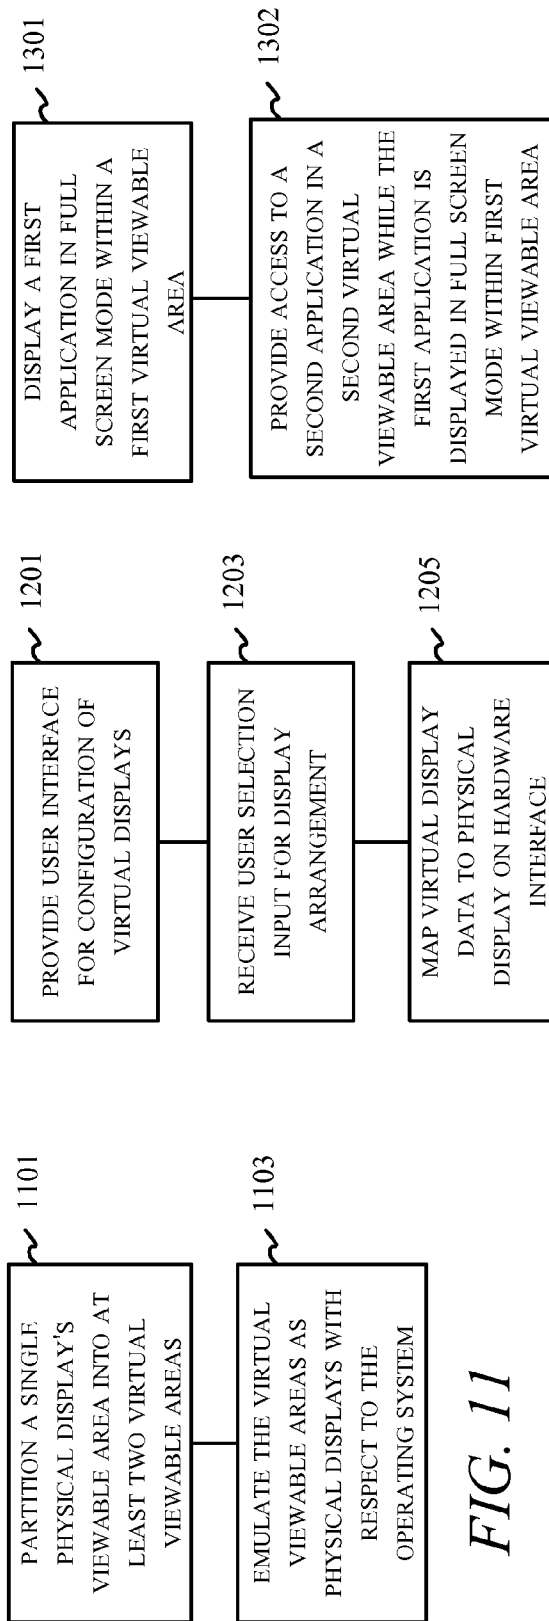 PARTITION A SINGLE
PHYSICAL DISPLAY'S
VIEWABLE AREA INTO AT
LEAST TWO VIRTUAL
VIEWABLE AREAS
1101
EMULATE THE VIRTUAL
VIEWABLE AREAS AS
PHYSICAL DISPLAYS WITH
RESPECT TO THE
OPERATING SYSTEM
1103
FIG. 11
PROVIDE USER INTERFACE
FOR CONFIGURATION OF
VIRTUAL DISPLAYS
1201
RECEIVE USER SELECTION
INPUT FOR DISPLAY
ARRANGEMENT
1203
MAP VIRTUAL DISPLAY
DATA TO PHYSICAL
DISPLAY ON HARDWARE
INTERFACE
1205
DISPLAY A FIRST
APPLICATION IN FULL
SCREEN MODE WITHIN A
FIRST VIRTUAL VIEWABLE
AREA
1301
PROVIDE ACCESS TO A
SECOND APPLICATION IN A
SECOND VIRTUAL
VIEWABLE AREA WHILE THE
FIRST APPLICATION IS
DISPLAYED IN FULL SCREEN
MODE WITHIN FIRST
VIRTUAL VIEWABLE AREA
1302